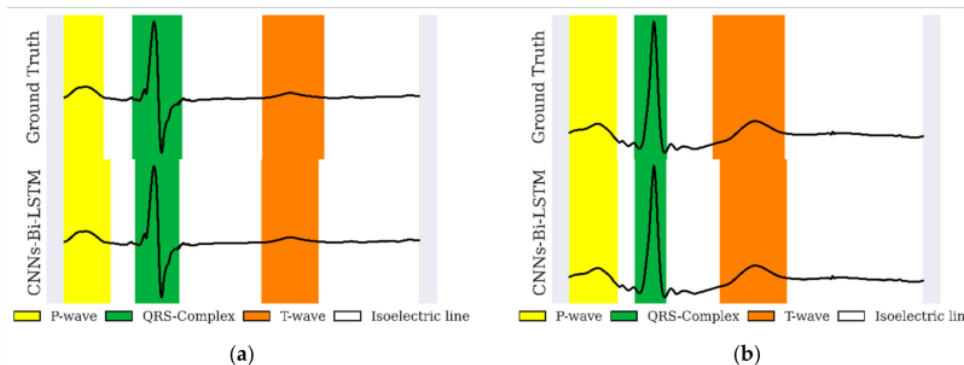 Ground Truth
CNNs-Bi-LSTM
P-wave QRS-Complex T-wave Isoelectric line
(a)
Ground Truth
CNNs-Bi-LSTM
P-wave QRS-Complex T-wave Isoelectric lin
(b)